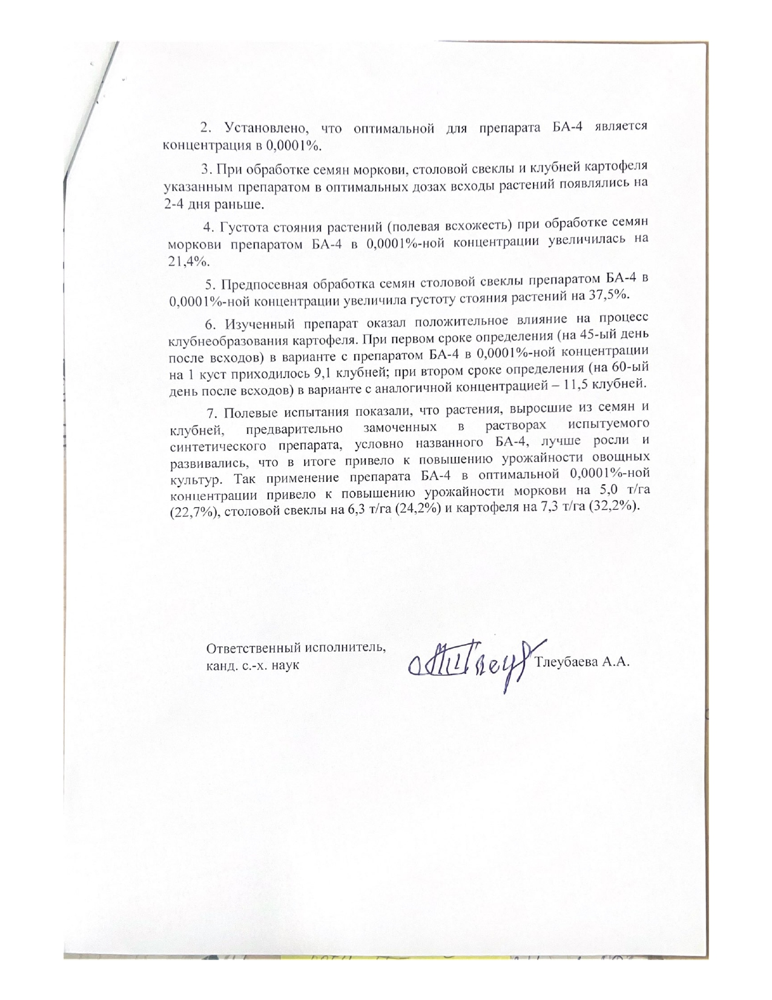 2. Установлено, что оптимальной для препарата БА-4 является
концентрация в 0,0001%.
3. При обработке семян моркови, столовой свеклы и клубней картофеля
указанным препаратом в оптимальных дозах всходы растений появлялись на
2-4 дня раньше.
4. Густота стояния растений (полевая всхожесть) при обработке семян
моркови препаратом БА-4 в 0,0001%-ной концентрации увеличилась на
21,4%.
5. Предпосевная обработка семян столовой свеклы препаратом БА-4 в
0,0001%-ной концентрации увеличила густоту стояния растений на 37,5%.
6. Изученный препарат оказал положительное влияние на процесс
клубнеобразования картофеля. При первом сроке определения (на 45-ый день
после всходов) в варианте с препаратом БА-4 в 0,0001%-ной концентрации
на 1 куст приходилось 9,1 клубней; при втором сроке определения (на 60-ый
день после всходов) в варианте с аналогичной концентрацией – 11,5 клубней.
7. Полевые испытания показали, что растения, выросшие из семян и
клубней, предварительно замоченных в растворах испытуемого
синтетического препарата, условно названного БА-4, лучше росли и
развивались, что в итоге привело к повышению урожайности овощных
культур. Так применение препарата БА-4 в оптимальной 0,0001%-ной
концентрации привело к повышению урожайности моркови на 5,0 т/га
(22,7%), столовой свеклы на 6,3 т/га (24,2%) и картофеля на 7,3 т/га (32,2%).
Ответственный исполнитель,
канд. с.-х. наук
Тлеубаева А.А.